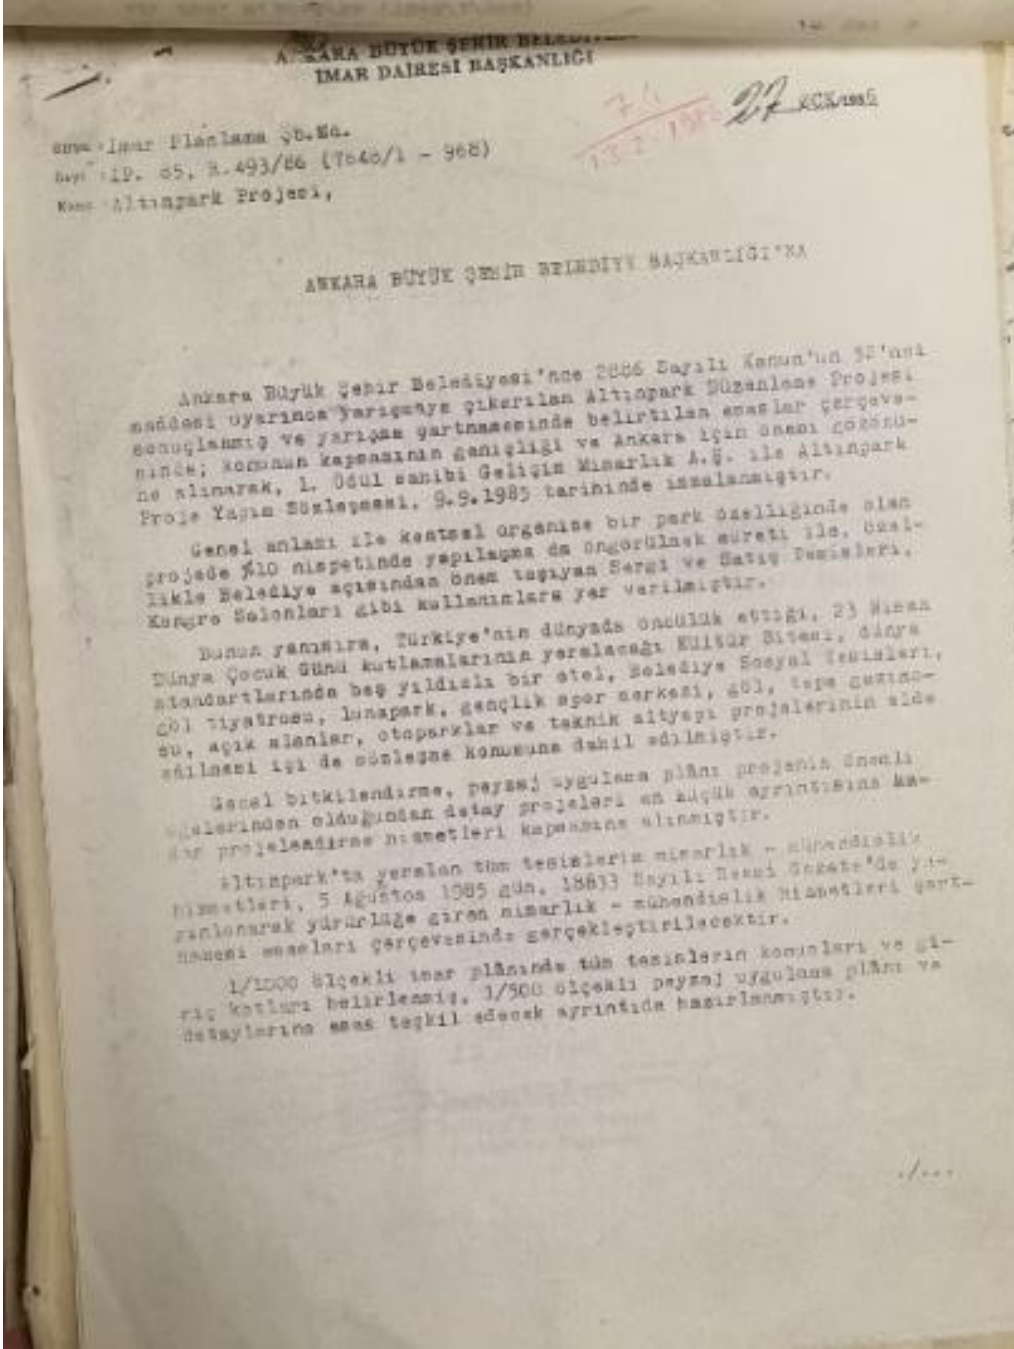 ANKARA BÜYÜK ŞEHİR BELEDİYESİ
İMAR DAİRESİ BAŞKANLIĞI
71
13.2.1986
27 OCK 1986
İmar Planlama Şb.Md.
Sayı : İP. 85, R.493/86 (7646/1 - 968)
Konu : Altınpark Projesi,
ANKARA BÜYÜK ŞEHİR BELEDİYE BAŞKANLIĞI'NA
Ankara Büyük Şehir Belediyesi'nce 2886 Sayılı Kanun'un 52'nci
maddesi uyarınca yarışmaya çıkarılan Altınpark Düzenleme Projesi
sonuçlanmış ve yarışma şartnamesinde belirtilen esaslar çerçeve-
sinde; konunun kapsamının genişliği ve Ankara için önemi gözönü-
ne alınarak, 1. Ödül sahibi Gelişim Mimarlık A.Ş. ile Altınpark
Proje Yapım Sözleşmesi, 9.9.1985 tarihinde imzalanmıştır.
Genel anlamı ile kentsel organize bir park özelliğinde olan
projede %10 nispetinde yapılaşma da öngörülmek sureti ile, özel-
likle Belediye açısından önem taşıyan Sergi ve Satış Tesisleri,
Kongre Salonları gibi kullanımlara yer verilmiştir.
Bunun yanısıra, Türkiye'nin dünyada öncülük ettiği, 23 Nisan
Dünya Çocuk Günü kutlamalarının yeralacağı Kültür Sitesi, dünya
standartlarında beş yıldızlı bir otel, Belediye Sosyal Tesisleri,
göl tiyatrosu, lunapark, gençlik spor merkezi, göl, tepe gazino-
su, açık alanlar, otoparklar ve teknik altyapı projelerinin elde
edilmesi işi de sözleşme konusuna dahil edilmiştir.
Genel bitkilendirme, peyzaj uygulama plânı projenin önemli
ögelerinden olduğundan detay projeleri en küçük ayrıntısına ka-
dar projelendirme hizmetleri kapsamına alınmıştır.
Altınpark'ta yeralan tüm tesislerin mimarlık - mühendislik
hizmetleri, 5 Ağustos 1985 gün, 18833 Sayılı Resmi Gazete'de ya-
yınlanarak yürürlüğe giren mimarlık - mühendislik hizmetleri şart-
namesi esasları çerçevesinde gerçekleştirilecektir.
1/1000 ölçekli imar plânında tüm tesislerin konumları ve gi-
riş kotları belirlenmiş, 1/500 ölçekli peyzaj uygulama plânı ve
detaylarına esas teşkil edecek ayrıntıda hazırlanmıştır.
./...